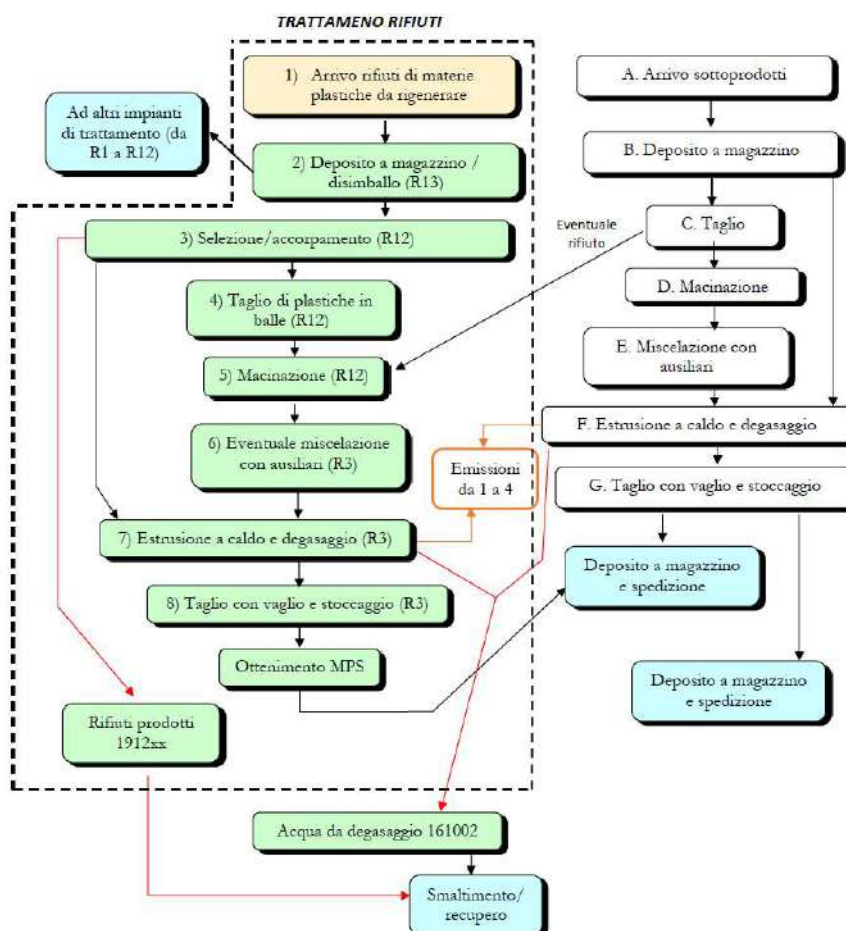 TRATTAMENO RIFIUTI
1) Arrivo rifiuti di materie
plastiche da rigenerare
A. Arrivo sottoprodotti
Ad altri impianti
di trattamento (da
R1 a R12)
B. Deposito a magazzino
2) Deposito a magazzino /
disimballo (R13)
Eventuale
rifiuto
C. Taglio
3) Selezione/accorpamento (R12)
D. Macinazione
4) Taglio di plastiche in
balle (R12)
E. Miscelazione con
ausiliari
5) Macinazione (R12)
F. Estrusione a caldo e degasaggio
6) Eventuale miscelazione
con ausiliari (R3)
Emissioni
da 1 a 4
G. Taglio con vaglio e stoccaggio
7) Estrusione a caldo e degasaggio (R3)
Deposito a magazzino
e spedizione
8) Taglio con vaglio e stoccaggio (R3)
Ottenimento MPS
Deposito a magazzino
e spedizione
Rifiuti prodotti
1912xx
Acqua da degasaggio 161002
Smaltimento/
recupero